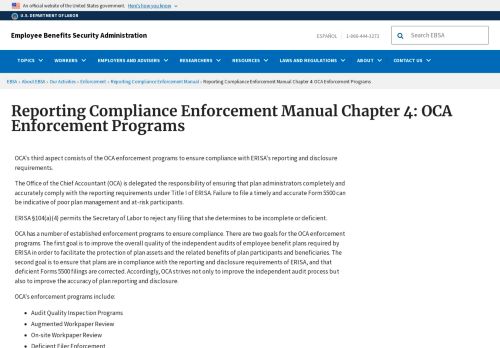 An official website of the United States government. Here's how you know
U.S. DEPARTMENT OF LABOR
Employee Benefits Security Administration
ESPAÑOL | 1-866-444-3272
Search EBSA
TOPICS WORKERS EMPLOYERS AND ADVISERS RESEARCHERS RESOURCES LAWS AND REGULATIONS ABOUT CONTACT US
EBSA » About EBSA » Our Activities » Enforcement » Reporting Compliance Enforcement Manual » Reporting Compliance Enforcement Manual Chapter 4: OCA Enforcement Programs
Reporting Compliance Enforcement Manual Chapter 4: OCA
Enforcement Programs
OCA's third aspect consists of the OCA enforcement programs to ensure compliance with ERISA's reporting and disclosure
requirements.
The Office of the Chief Accountant (OCA) is delegated the responsibility of ensuring that plan administrators completely and
accurately comply with the reporting requirements under Title I of ERISA. Failure to file a timely and accurate Form 5500 can
be indicative of poor plan management and at-risk participants.
ERISA §104(a)(4) permits the Secretary of Labor to reject any filing that she determines to be incomplete or deficient.
OCA has a number of established enforcement programs to ensure compliance. There are two goals for the OCA enforcement
programs. The first goal is to improve the overall quality of the independent audits of employee benefit plans required by
ERISA in order to facilitate the protection of plan assets and the related benefits of plan participants and beneficiaries. The
second goal is to ensure that plans are in compliance with the reporting and disclosure requirements of ERISA, and that
deficient Forms 5500 filings are corrected. Accordingly, OCA strives not only to improve the independent audit process but
also to improve the accuracy of plan reporting and disclosure.
OCA's enforcement programs include:
• Audit Quality Inspection Programs
• Augmented Workpaper Review
• On-site Workpaper Review
• Deficient Filer Enforcement